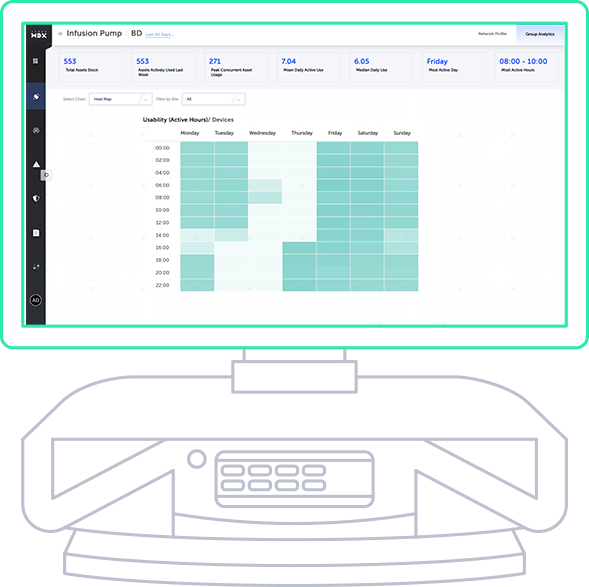 MDX
Infusion Pump | BD
Last 60 Days
Network Profile
Group Analytics
553
Total Assets Stock
553
Assets Actively Used Last Week
271
Peak Concurrent Asset Usage
7.04
Mean Daily Active Use
6.05
Median Daily Use
Friday
Most Active Day
08:00 - 10:00
Most Active Hours
Select Chart
Heat Map
Filter by Site
All
Usability (Active Hours)/ Devices
Monday Tuesday Wednesday Thursday Friday Saturday Sunday
00:00
02:00
04:00
06:00
08:00
10:00
12:00
14:00
16:00
18:00
20:00
22:00
AD